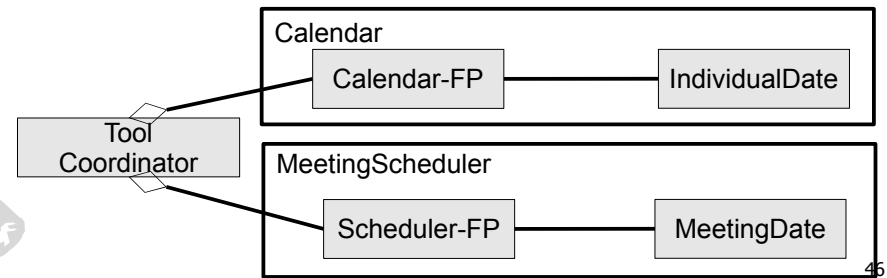 Calendar
Calendar-FP
IndividualDate
Tool
Coordinator
MeetingScheduler
Scheduler-FP
MeetingDate
46